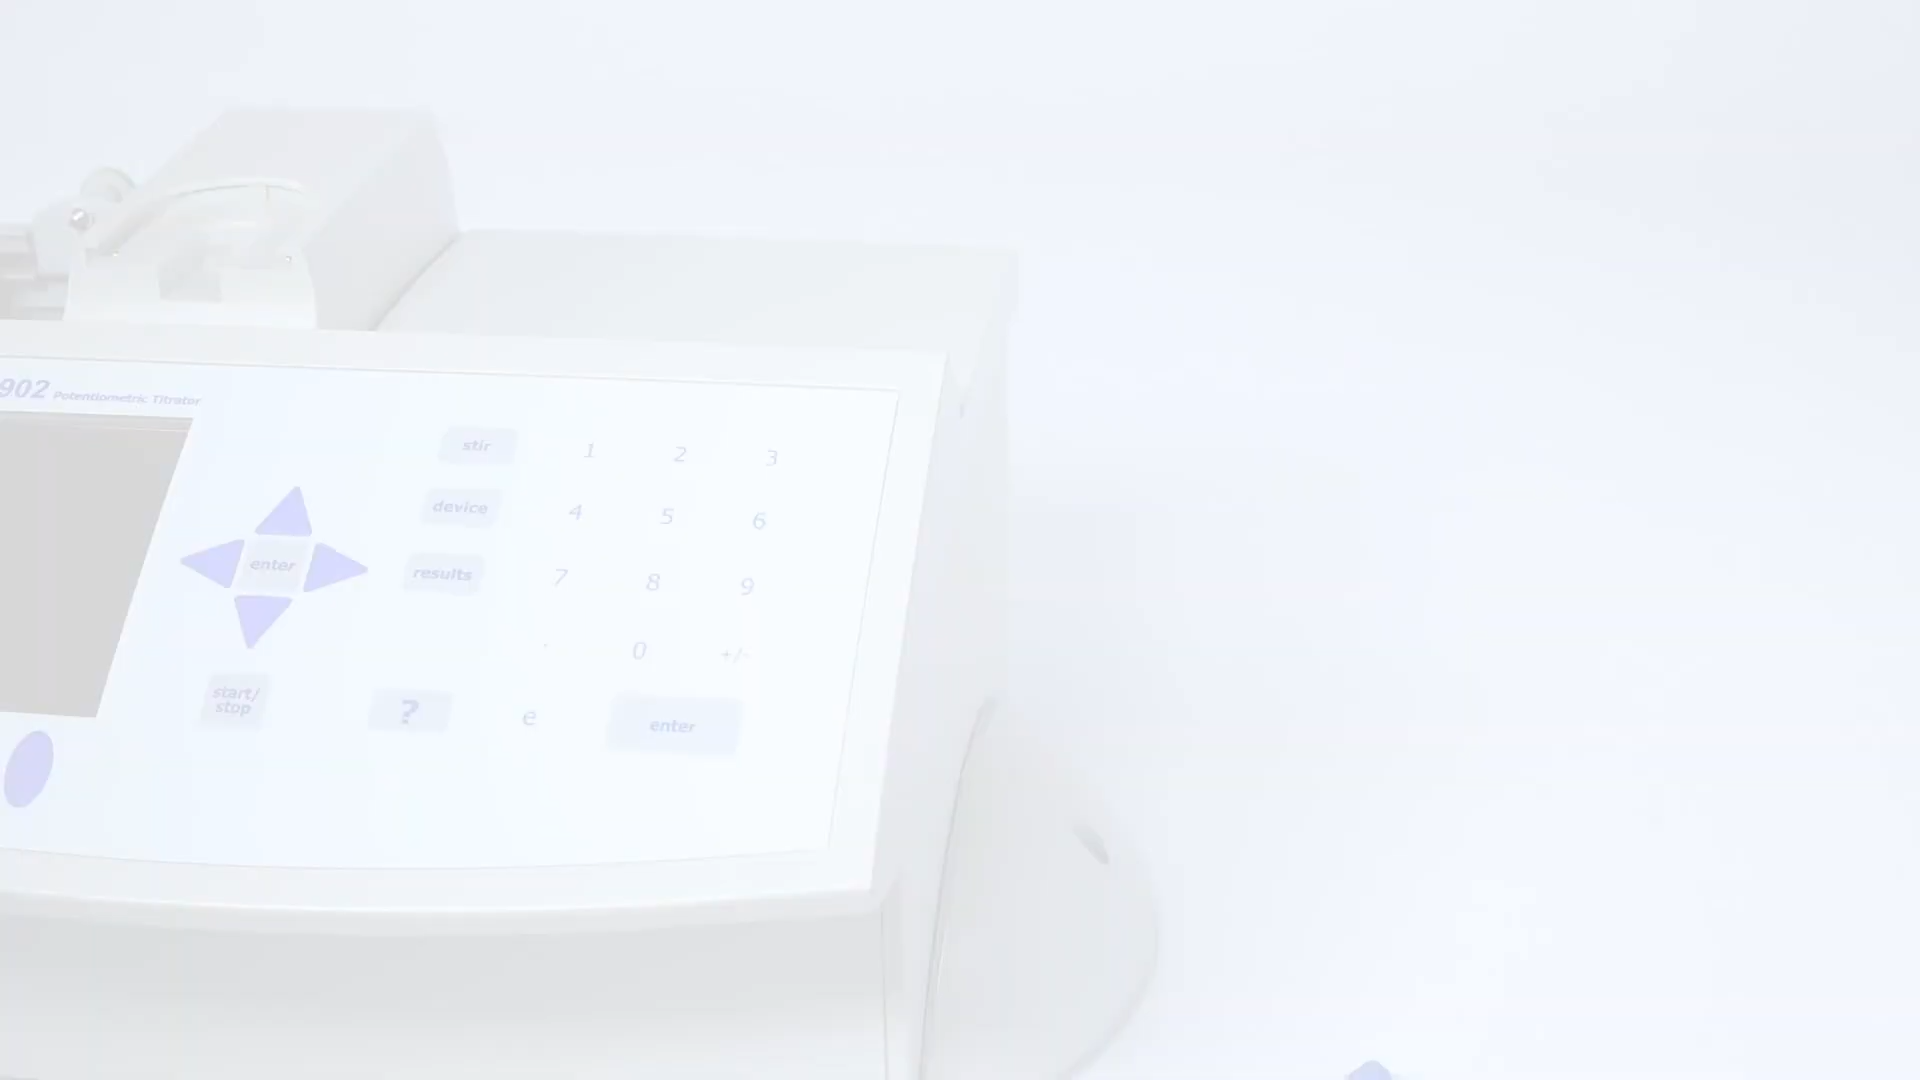 902 Potentiometric Titrator
stir 1 2 3
device 4 5 6
enter
results 7 8 9
. 0 +/-
start/
stop
? e enter